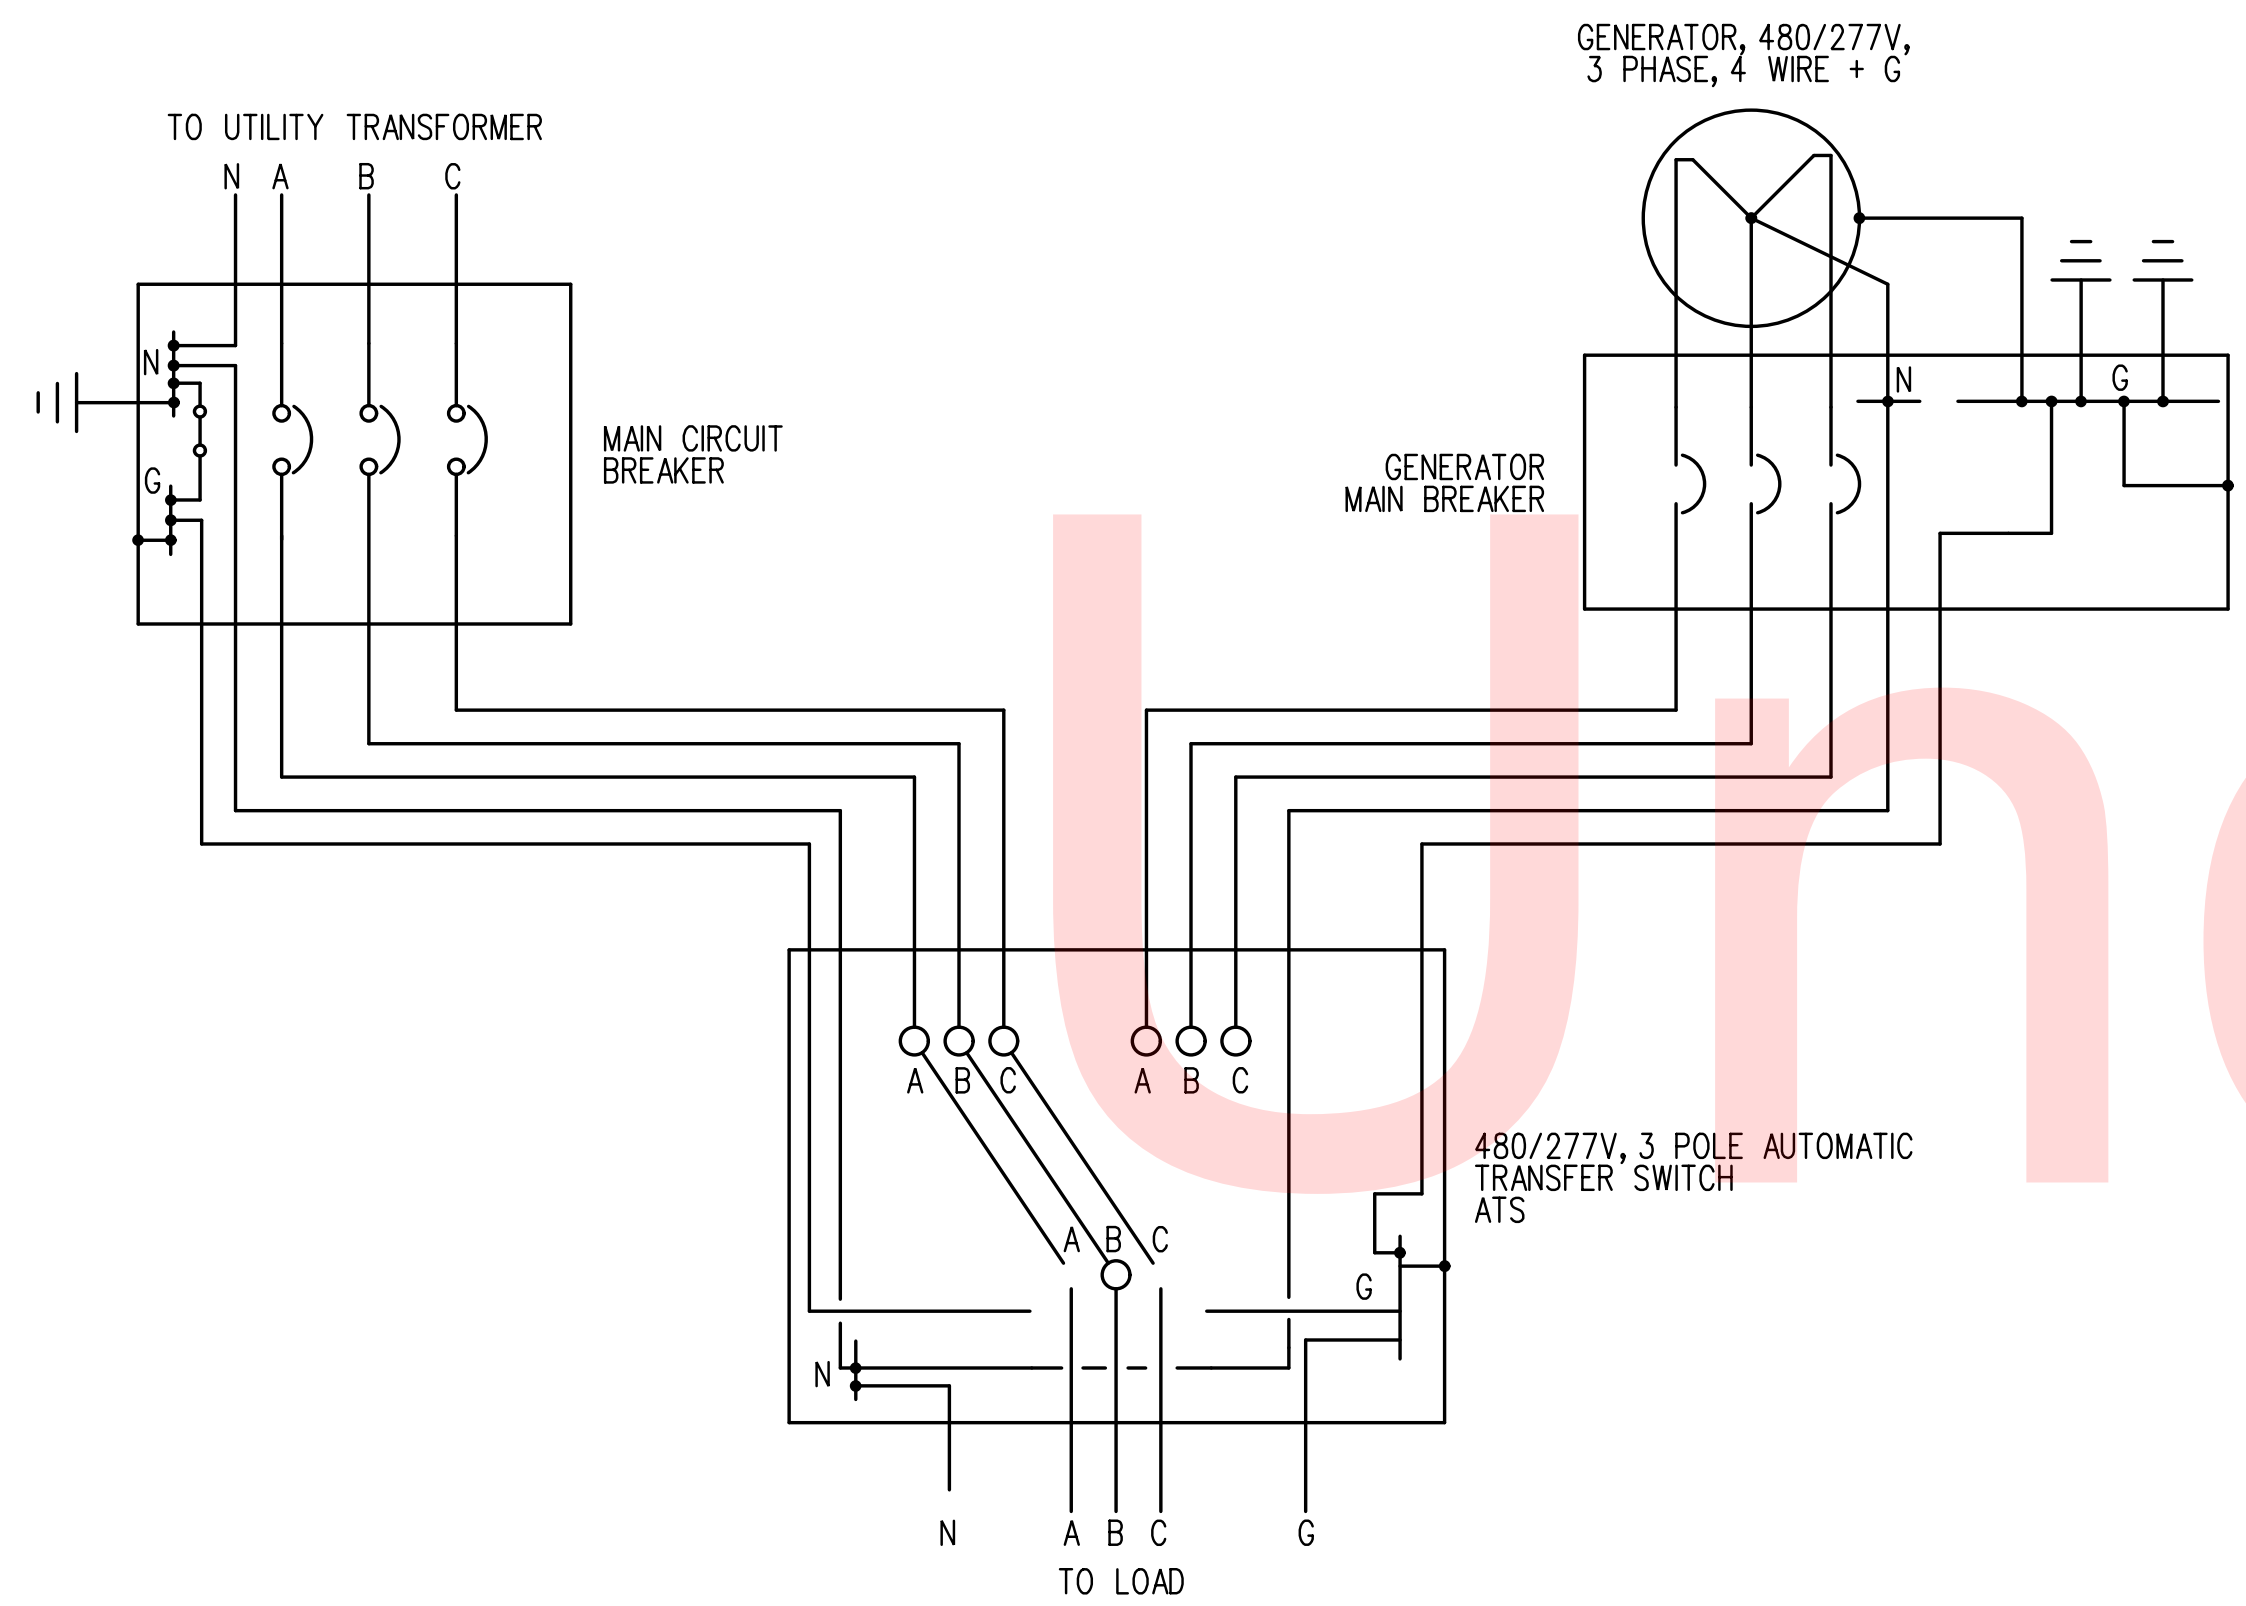 GENERATOR, 480/277V,
3 PHASE, 4 WIRE + G
TO UTILITY TRANSFORMER
N A B C
N
G
MAIN CIRCUIT
BREAKER
N
G
GENERATOR
MAIN BREAKER
A B C
A B C
480/277V, 3 POLE AUTOMATIC
TRANSFER SWITCH
ATS
A B C
G
N
N A B C G
TO LOAD
Un